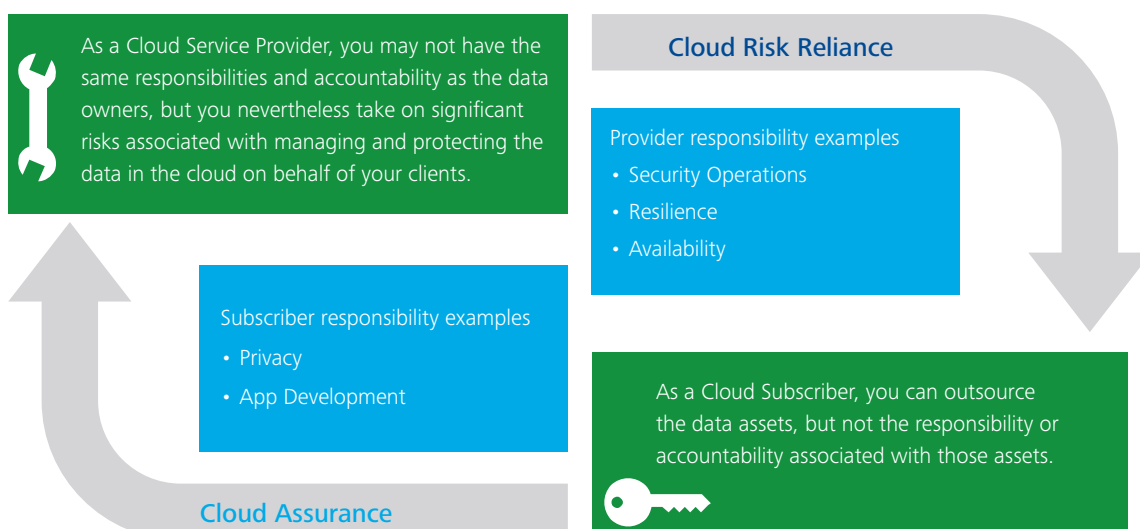 As a Cloud Service Provider, you may not have the
same responsibilities and accountability as the data
owners, but you nevertheless take on significant
risks associated with managing and protecting the
data in the cloud on behalf of your clients.
Cloud Risk Reliance
Provider responsibility examples
• Security Operations
• Resilience
• Availability
Subscriber responsibility examples
• Privacy
• App Development
As a Cloud Subscriber, you can outsource
the data assets, but not the responsibility or
accountability associated with those assets.
Cloud Assurance